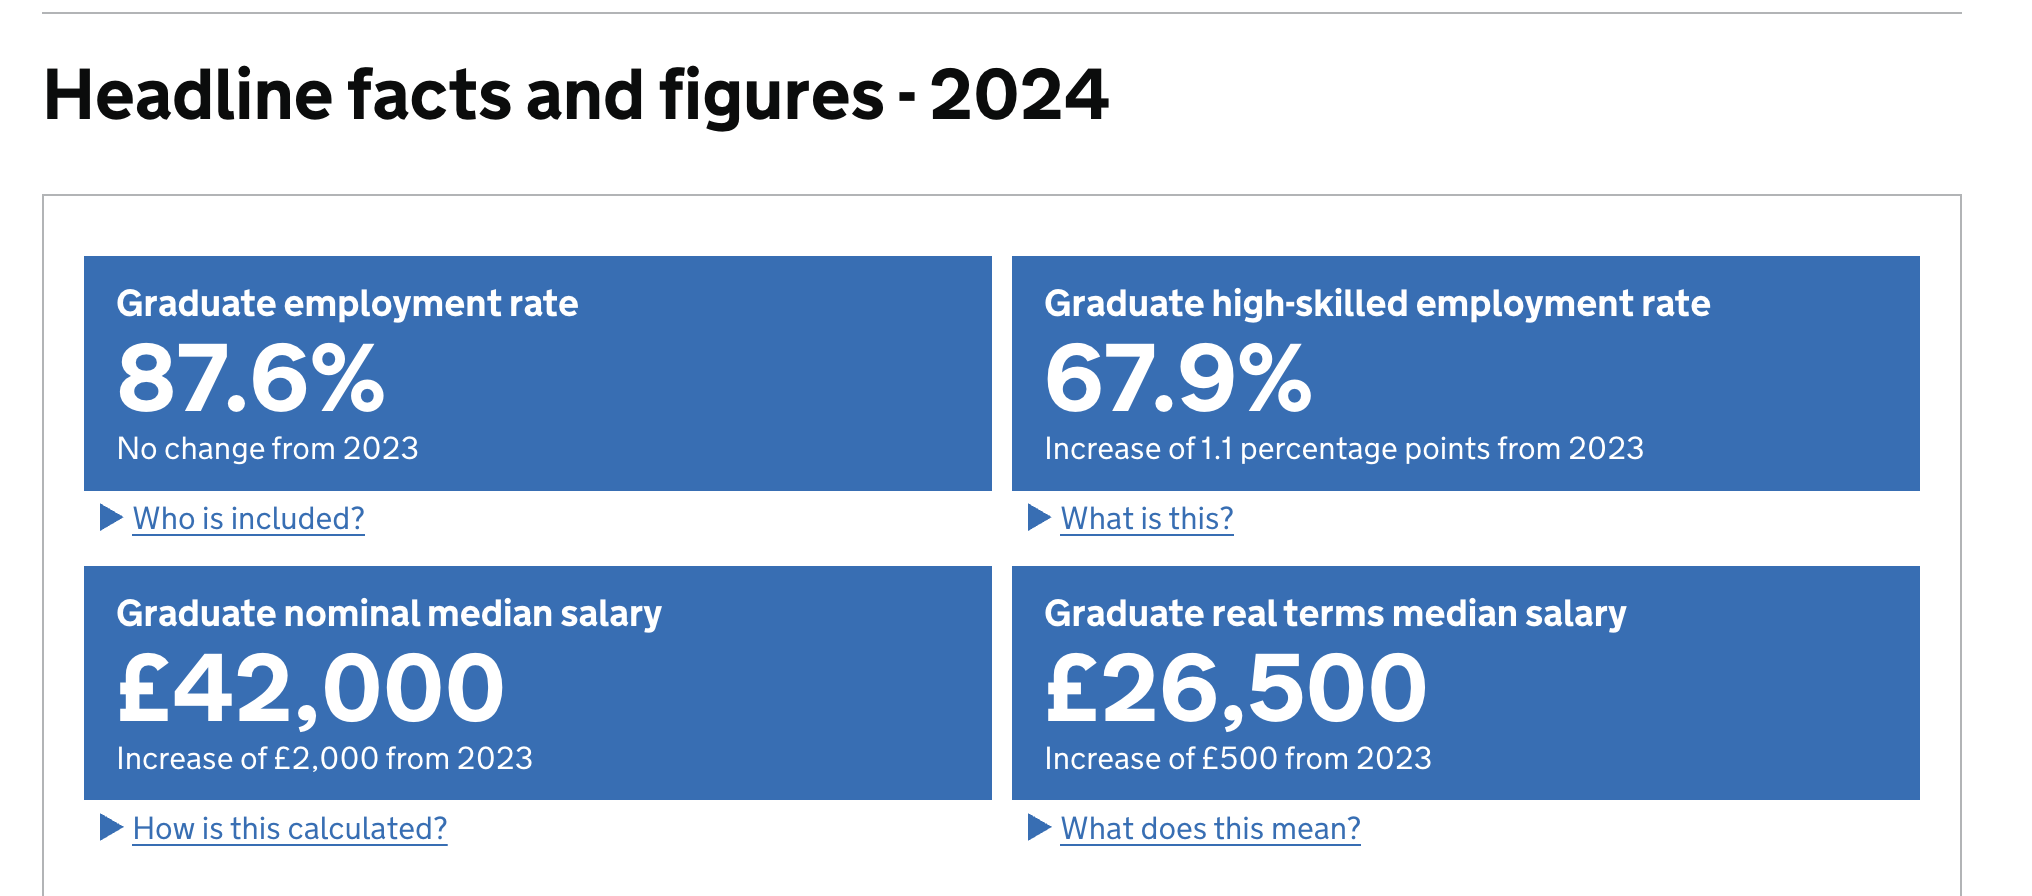 Headline facts and figures - 2024
Graduate employment rate
87.6%
No change from 2023
Who is included?
Graduate high-skilled employment rate
67.9%
Increase of 1.1 percentage points from 2023
What is this?
Graduate nominal median salary
£42,000
Increase of £2,000 from 2023
How is this calculated?
Graduate real terms median salary
£26,500
Increase of £500 from 2023
What does this mean?